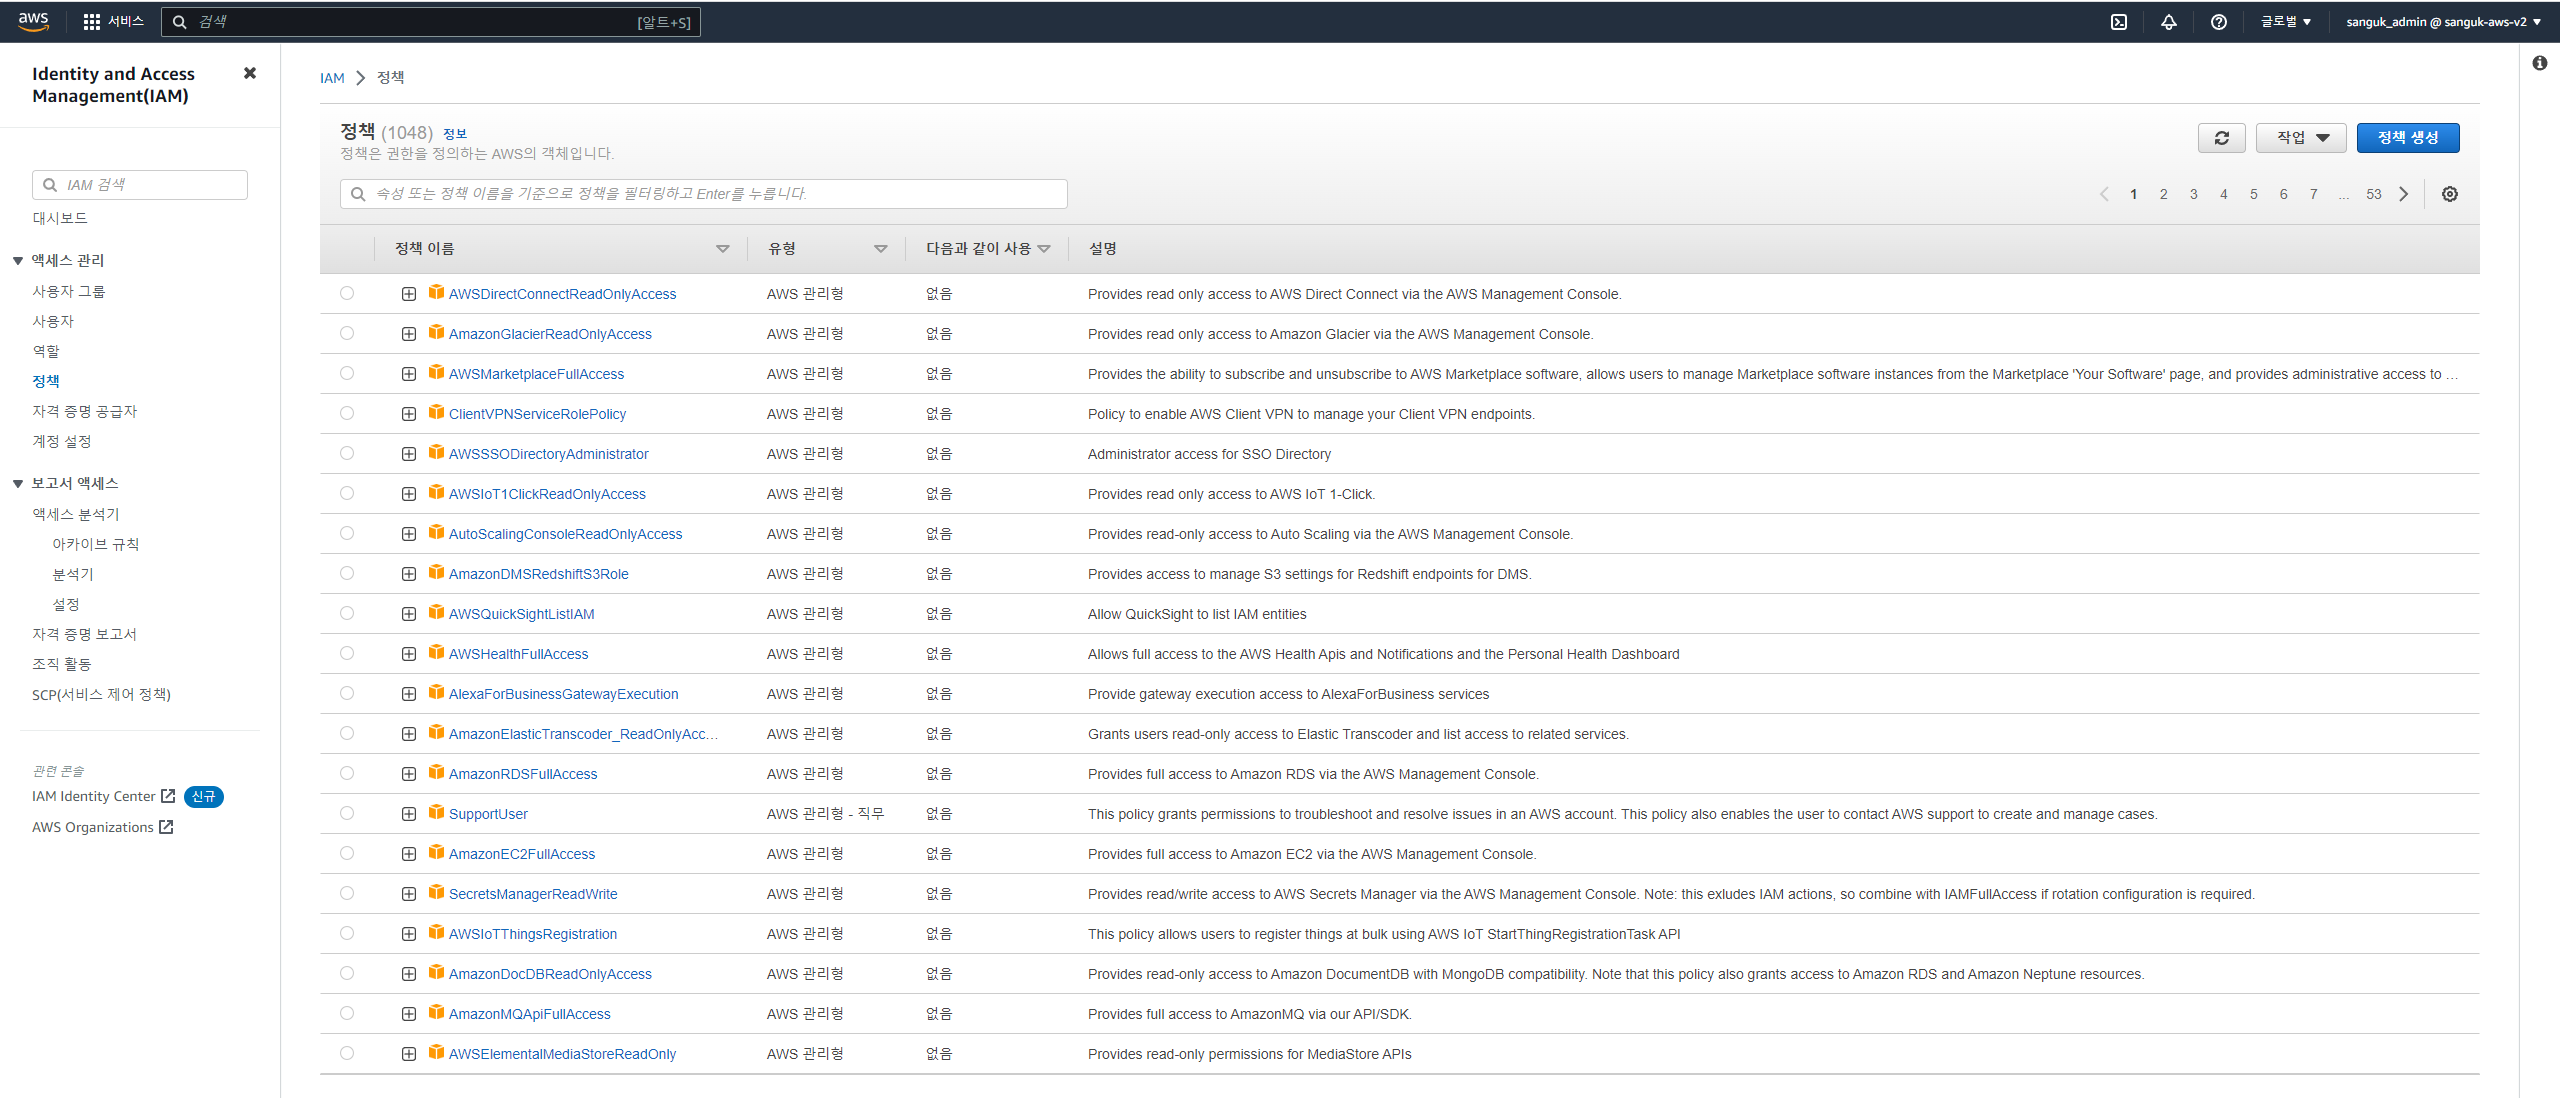 aws 서비스 검색 [알트+S] 글로벌 sanguk_admin @ sanguk-aws-v2
Identity and Access
Management(IAM)
IAM 검색
대시보드
액세스 관리
사용자 그룹
사용자
역할
정책
자격 증명 공급자
계정 설정
보고서 액세스
액세스 분석기
아카이브 규칙
분석기
설정
자격 증명 보고서
조직 활동
SCP(서비스 제어 정책)
관련 콘솔
IAM Identity Center 신규
AWS Organizations
IAM > 정책
정책 (1048) 정보
정책은 권한을 정의하는 AWS의 객체입니다.
작업 정책 생성
속성 또는 정책 이름을 기준으로 정책을 필터링하고 Enter를 누릅니다.
1 2 3 4 5 6 7 ... 53
정책 이름 유형 다음과 같이 사용 설명
AWSDirectConnectReadOnlyAccess AWS 관리형 없음 Provides read only access to AWS Direct Connect via the AWS Management Console.
AmazonGlacierReadOnlyAccess AWS 관리형 없음 Provides read only access to Amazon Glacier via the AWS Management Console.
AWSMarketplaceFullAccess AWS 관리형 없음 Provides the ability to subscribe and unsubscribe to AWS Marketplace software, allows users to manage Marketplace software instances from the Marketplace 'Your Software' page, and provides administrative access to ...
ClientVPNServiceRolePolicy AWS 관리형 없음 Policy to enable AWS Client VPN to manage your Client VPN endpoints.
AWSSSODirectoryAdministrator AWS 관리형 없음 Administrator access for SSO Directory
AWSIoT1ClickReadOnlyAccess AWS 관리형 없음 Provides read only access to AWS IoT 1-Click.
AutoScalingConsoleReadOnlyAccess AWS 관리형 없음 Provides read-only access to Auto Scaling via the AWS Management Console.
AmazonDMSRedshiftS3Role AWS 관리형 없음 Provides access to manage S3 settings for Redshift endpoints for DMS.
AWSQuickSightListIAM AWS 관리형 없음 Allow QuickSight to list IAM entities
AWSHealthFullAccess AWS 관리형 없음 Allows full access to the AWS Health Apis and Notifications and the Personal Health Dashboard
AlexaForBusinessGatewayExecution AWS 관리형 없음 Provide gateway execution access to AlexaForBusiness services
AmazonElasticTranscoder_ReadOnlyAcc... AWS 관리형 없음 Grants users read-only access to Elastic Transcoder and list access to related services.
AmazonRDSFullAccess AWS 관리형 없음 Provides full access to Amazon RDS via the AWS Management Console.
SupportUser AWS 관리형 - 직무 없음 This policy grants permissions to troubleshoot and resolve issues in an AWS account. This policy also enables the user to contact AWS support to create and manage cases.
AmazonEC2FullAccess AWS 관리형 없음 Provides full access to Amazon EC2 via the AWS Management Console.
SecretsManagerReadWrite AWS 관리형 없음 Provides read/write access to AWS Secrets Manager via the AWS Management Console. Note: this exludes IAM actions, so combine with IAMFullAccess if rotation configuration is required.
AWSIoTThingsRegistration AWS 관리형 없음 This policy allows users to register things at bulk using AWS IoT StartThingRegistrationTask API
AmazonDocDBReadOnlyAccess AWS 관리형 없음 Provides read-only access to Amazon DocumentDB with MongoDB compatibility. Note that this policy also grants access to Amazon RDS and Amazon Neptune resources.
AmazonMQApiFullAccess AWS 관리형 없음 Provides full access to AmazonMQ via our API/SDK.
AWSElementalMediaStoreReadOnly AWS 관리형 없음 Provides read-only permissions for MediaStore APIs